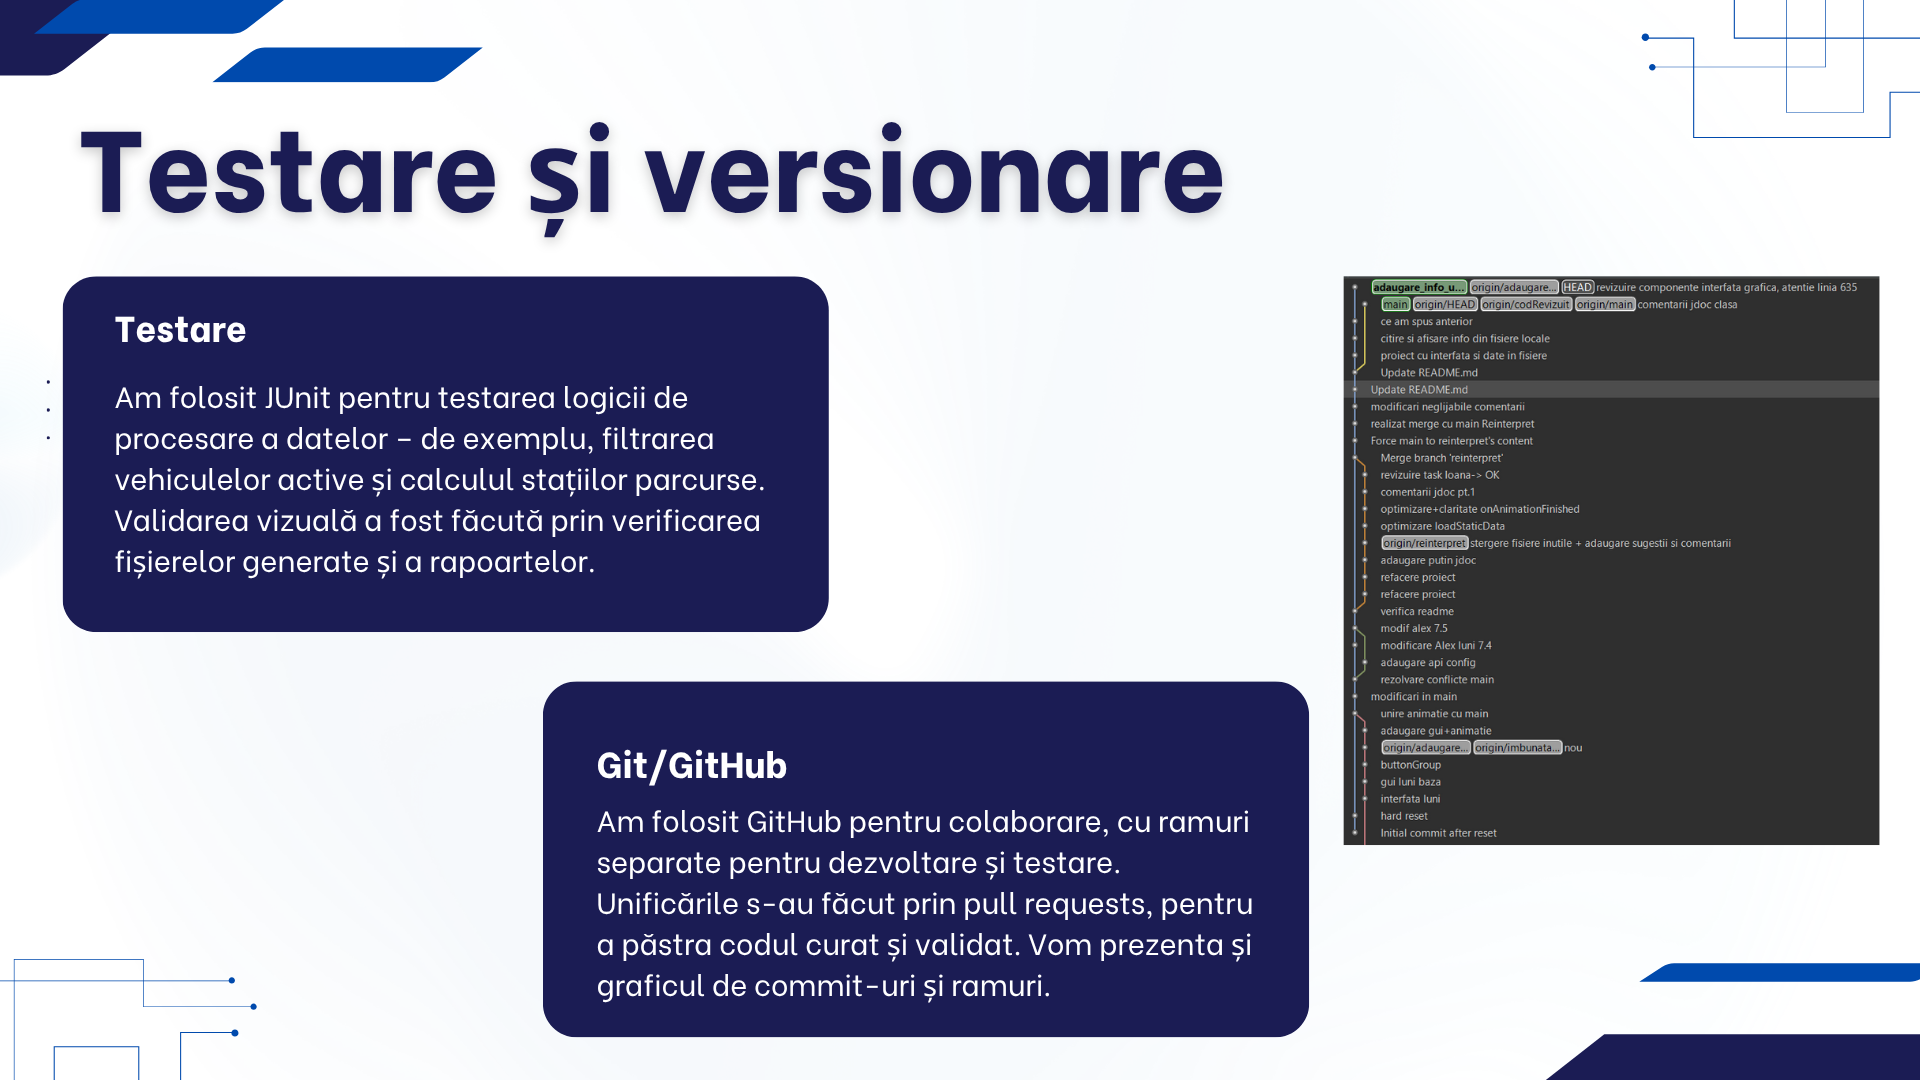 Testare și versionare
Testare
Am folosit JUnit pentru testarea logicii de
procesare a datelor – de exemplu, filtrarea
vehiculelor active și calculul stațiilor parcurse.
Validarea vizuală a fost făcută prin verificarea
fișierelor generate și a rapoartelor.
Git/GitHub
Am folosit GitHub pentru colaborare, cu ramuri
separate pentru dezvoltare și testare.
Unificările s-au făcut prin pull requests, pentru
a păstra codul curat și validat. Vom prezenta și
graficul de commit-uri și ramuri.
adaugare_info_u... origin/adaugare... HEAD revizuire componente interfata grafica, atentie linia 635
main origin/HEAD origin/codRevizuit origin/main comentarii jdoc clasa
ce am spus anterior
citire si afisare info din fisiere locale
proiect cu interfata si date in fisiere
Update README.md
Update README.md
modificari neglijabile comentarii
realizat merge cu main Reinterpret
Force main to reinterpret's content
Merge branch 'reinterpret'
revizuire task Ioana-> OK
comentarii jdoc pt.1
optimizare+claritate onAnimationFinished
optimizare loadStaticData
origin/reinterpret stergere fisiere inutile + adaugare sugestii si comentarii
adaugare putin jdoc
refacere proiect
refacere proiect
verifica readme
modif alex 7.5
modificare Alex luni 7.4
adaugare api config
rezolvare conflicte main
modificari in main
unire animatie cu main
adaugare gui+animatie
origin/adaugare... origin/imbunata... nou
buttonGroup
gui luni baza
interfata luni
hard reset
Initial commit after reset